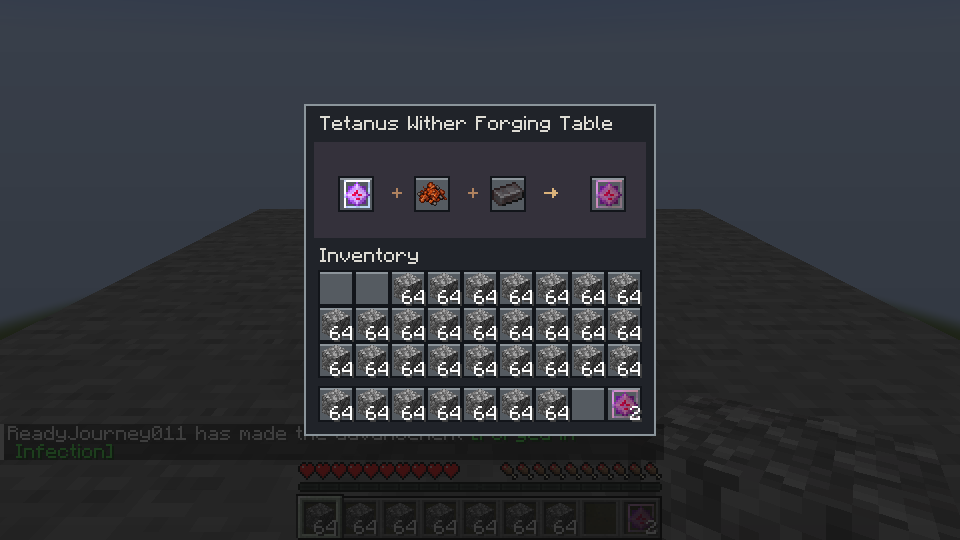 Tetanus Wither Forging Table
Inventory
64 64 64 64 64 64 64
64 64 64 64 64 64 64 64 64
64 64 64 64 64 64 64 64 64
64 64 64 64 64 64 64 2
ReadyJourney011 has made the advancement [Forged in
Infection]
64 64 64 64 64 64 64 2